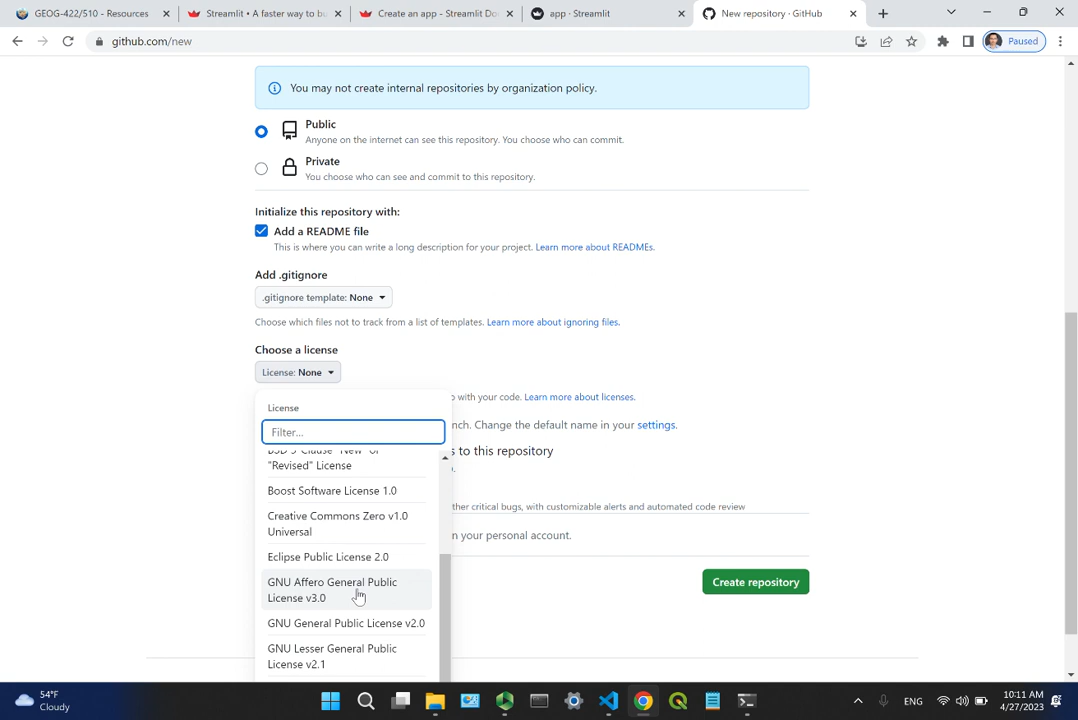 GEOG-422/510 - Resources
Streamlit • A faster way to bu
Create an app - Streamlit Do
app · Streamlit
New repository · GitHub
github.com/new
Paused
You may not create internal repositories by organization policy.
Public
Anyone on the internet can see this repository. You choose who can commit.
Private
You choose who can see and commit to this repository.
Initialize this repository with:
Add a README file
This is where you can write a long description for your project. Learn more about READMEs.
Add .gitignore
.gitignore template: None
Choose which files not to track from a list of templates. Learn more about ignoring files.
Choose a license
License: None
o with your code. Learn more about licenses.
License
nch. Change the default name in your settings.
Filter...
s to this repository
BSD 3-Clause "New" or
"Revised" License
Boost Software License 1.0
ther critical bugs, with customizable alerts and automated code review
Creative Commons Zero v1.0
Universal
n your personal account.
Eclipse Public License 2.0
GNU Affero General Public
License v3.0
Create repository
GNU General Public License v2.0
GNU Lesser General Public
License v2.1
54°F
Cloudy
ENG
10:11 AM
4/27/2023